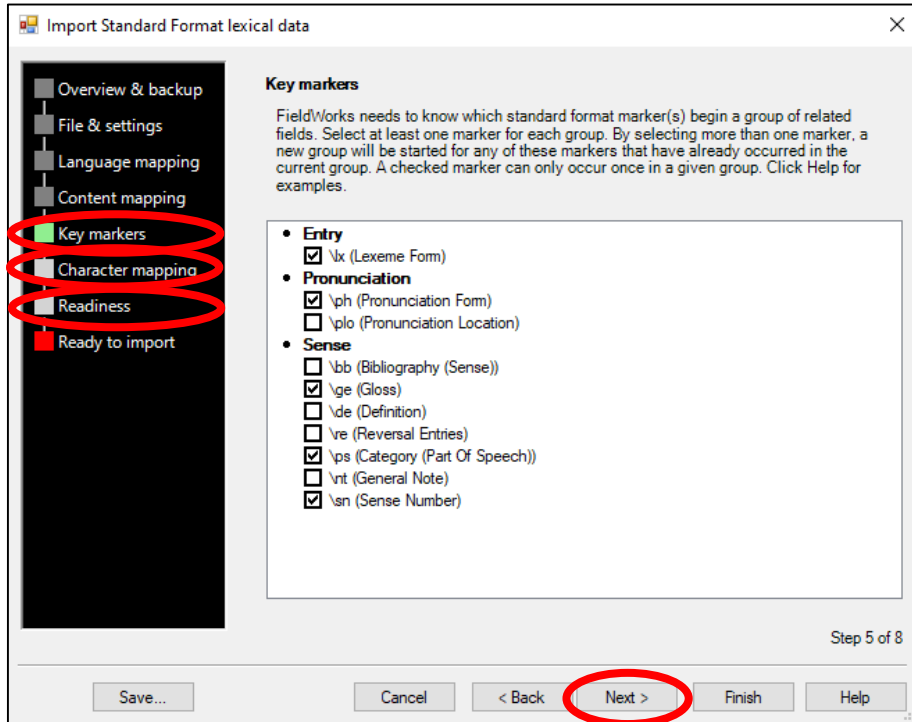 Import Standard Format lexical data
Overview & backup
File & settings
Language mapping
Content mapping
Key markers
Character mapping
Readiness
Ready to import
Key markers
FieldWorks needs to know which standard format marker(s) begin a group of related
fields. Select at least one marker for each group. By selecting more than one marker, a
new group will be started for any of these markers that have already occurred in the
current group. A checked marker can only occur once in a given group. Click Help for
examples.
Entry
\lx (Lexeme Form)
Pronunciation
\ph (Pronunciation Form)
\plo (Pronunciation Location)
Sense
\bb (Bibliography (Sense))
\ge (Gloss)
\de (Definition)
\re (Reversal Entries)
\ps (Category (Part Of Speech))
\nt (General Note)
\sn (Sense Number)
Step 5 of 8
Save...
Cancel
< Back
Next >
Finish
Help